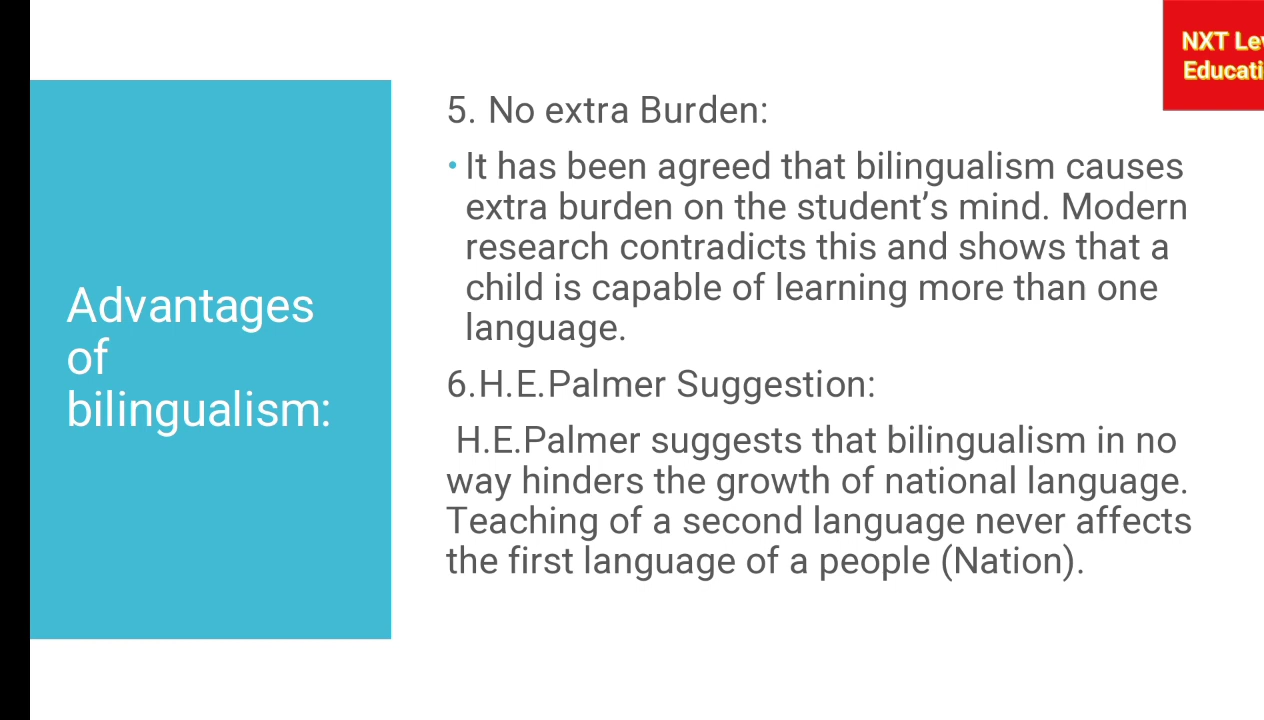 NXT Lev
Educati
Advantages
of
bilingualism:
5. No extra Burden:
• It has been agreed that bilingualism causes
extra burden on the student’s mind. Modern
research contradicts this and shows that a
child is capable of learning more than one
language.
6.H.E.Palmer Suggestion:
H.E.Palmer suggests that bilingualism in no
way hinders the growth of national language.
Teaching of a second language never affects
the first language of a people (Nation).